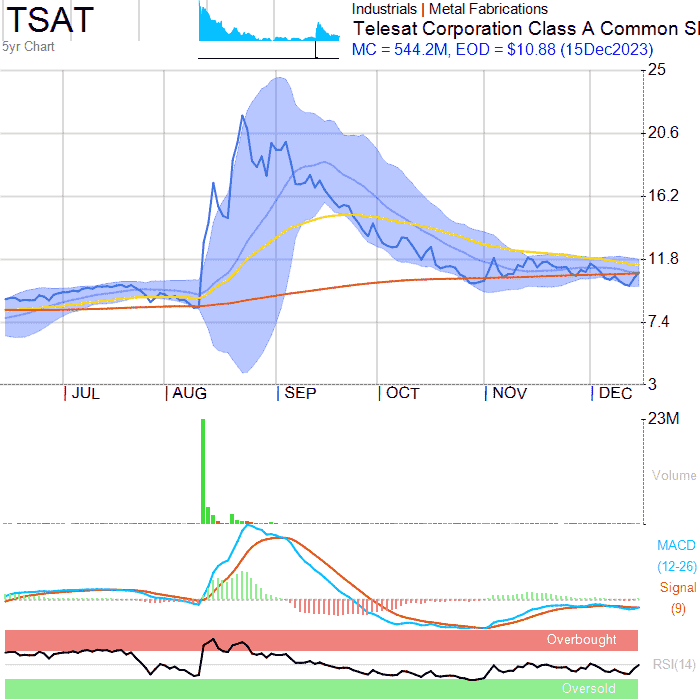 TSAT
5yr Chart
Industrials | Metal Fabrications
Telesat Corporation Class A Common
MC = 544.2M, EOD = $10.88 (15Dec2023)
25
20.6
16.2
11.8
7.4
3
JUL AUG SEP OCT NOV DEC
23M
Volume
MACD
(12-26)
Signal
(9)
Overbought
RSI(14)
Oversold